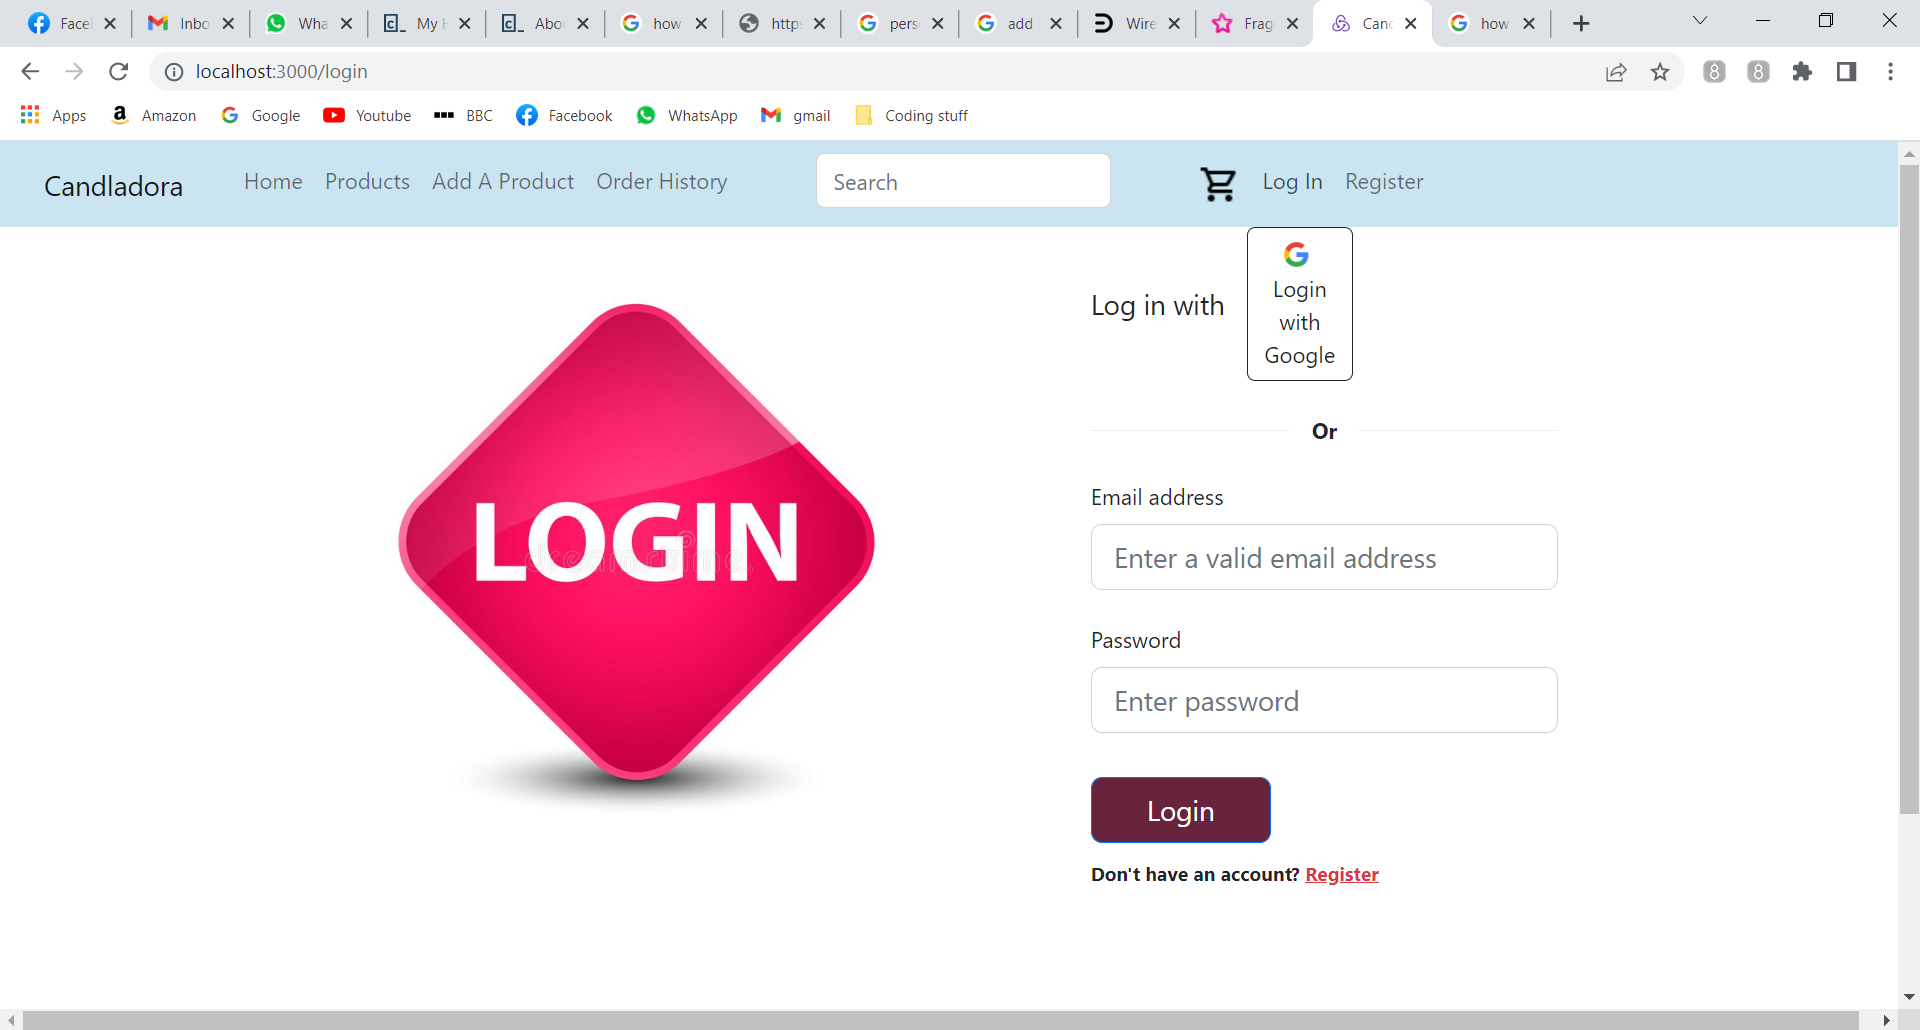 Facel Inbo Wha My H Abo how http pers add Wire Frag Canc how
localhost:3000/login
Apps Amazon Google Youtube BBC Facebook WhatsApp gmail Coding stuff
Candladora Home Products Add A Product Order History Search Log In Register
Log in with
Login
with
Google
Or
LOGIN
dreamstime.
Email address
Enter a valid email address
Password
Enter password
Login
Don't have an account? Register